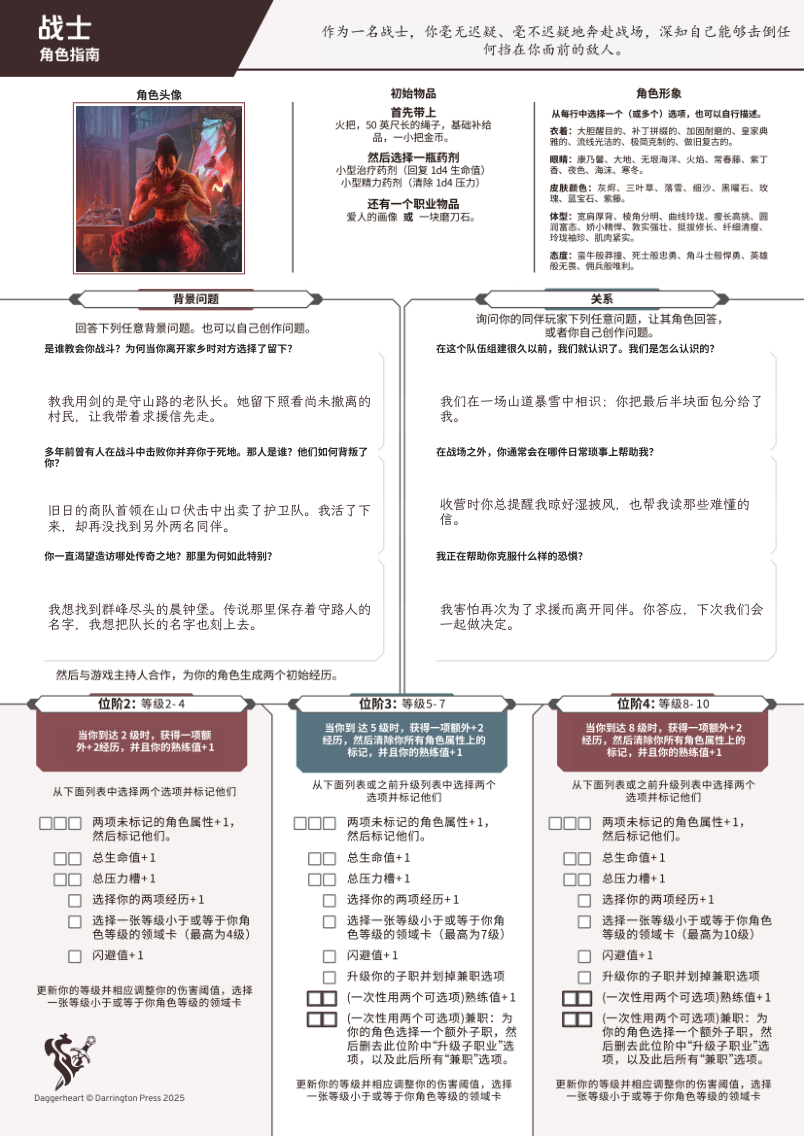 战士
角色指南
作为一名战士，你毫无迟疑、毫不迟疑地奔赴战场，深知自己能够击倒任
何挡在你面前的敌人。
角色头像
初始物品
首先带上
火把，50 英尺长的绳子，基础补给
品，一小把金币。
然后选择一瓶药剂
小型治疗药剂（回复 1d4 生命值）
小型精力药剂（清除 1d4 压力）
还有一个职业物品
爱人的画像 或 一块磨刀石。
角色形象
从每行中选择一个（或多个）选项，也可以自行描述。
衣着：大胆醒目的、补丁拼缀的、加固耐磨的、皇家典
雅的、流线光洁的、极简克制的、做旧复古的。
眼睛：康乃馨、大地、无垠海洋、火焰、常春藤、紫丁
香、夜色、海沫、寒冬。
皮肤颜色：灰烬、三叶草、落雪、细沙、黑曜石、玫
瑰、蓝宝石、紫藤。
体型：宽肩厚背、棱角分明、曲线玲珑、瘦长高挑、圆
润富态、娇小精悍、敦实强壮、挺拔修长、纤细清瘦、
玲珑袖珍、肌肉紧实。
态度：蛮牛般莽撞、死士般忠勇、角斗士般悍勇、英雄
般无畏、佣兵般唯利。
背景问题
回答下列任意背景问题。也可以自己创作问题。
是谁教会你战斗？为何当你离开家乡时对方选择了留下？
教我用剑的是守山路的老队长。她留下照看尚未撤离的
村民，让我带着求援信先走。
多年前曾有人在战斗中击败你并弃你于死地。那人是谁？他们如何背叛了
你？
旧日的商队首领在山口伏击中出卖了护卫队。我活了下
来，却再没找到另外两名同伴。
你一直渴望造访哪处传奇之地？那里为何如此特别？
我想找到群峰尽头的晨钟堡。传说那里保存着守路人的
名字，我想把队长的名字也刻上去。
然后与游戏主持人合作，为你的角色生成两个初始经历。
关系
询问你的同伴玩家下列任意问题，让其角色回答，
或者你自己创作问题。
在这个队伍组建很久以前，我们就认识了。我们是怎么认识的？
我们在一场山道暴雪中相识；你把最后半块面包分给了
我。
在战场之外，你通常会在哪件日常琐事上帮助我？
收营时你总提醒我晾好湿披风，也帮我读那些难懂的
信。
我正在帮助你克服什么样的恐惧？
我害怕再次为了求援而离开同伴。你答应，下次我们会
一起做决定。
位阶2：等级2-4
当你到达 2 级时，获得一项额
外+2经历，并且你的熟练值+1
从下面列表中选择两个选项并标记他们
两项未标记的角色属性+1，
然后标记他们。
总生命值+1
总压力槽+1
选择你的两项经历+1
选择一张等级小于或等于你角
色等级的领域卡（最高为4级）
闪避值+1
更新你的等级并相应调整你的伤害阈值，选择
一张等级小于或等于你角色等级的领域卡
Daggerheart © Darrington Press 2025
位阶3：等级5-7
当你到 达 5 级时，获得一项额外+2
经历，然后清除你所有角色属性上的
标记，并且你的熟练值+1
从下面列表或之前升级列表中选择两个
选项并标记他们
两项未标记的角色属性+1，
然后标记他们。
总生命值+1
总压力槽+1
选择你的两项经历+1
选择一张等级小于或等于你角
色等级的领域卡（最高为7级）
闪避值+1
升级你的子职并划掉兼职选项
(一次性用两个可选项)熟练值+1
(一次性用两个可选项)兼职：为
你的角色选择一个额外子职，然
后删去此位阶中“升级子职业”选
项，以及此后所有“兼职”选项。
更新你的等级并相应调整你的伤害阈值，选择
一张等级小于或等于你角色等级的领域卡
位阶4：等级8-10
当你到达 8 级时，获得一项额外+2
经历，然后清除你所有角色属性上的
标记，并且你的熟练值+1
从下面列表或之前升级列表中选择两个
选项并标记他们
两项未标记的角色属性+1，
然后标记他们。
总生命值+1
总压力槽+1
选择你的两项经历+1
选择一张等级小于或等于你角色
等级的领域卡（最高为10级）
闪避值+1
升级你的子职并划掉兼职选项
(一次性用两个可选项)熟练值+1
(一次性用两个可选项)兼职：为
你的角色选择一个额外子职，然
后删去此位阶中“升级子职业”选
项，以及此后所有“兼职”选项。
更新你的等级并相应调整你的伤害阈值，选择
一张等级小于或等于你角色等级的领域卡